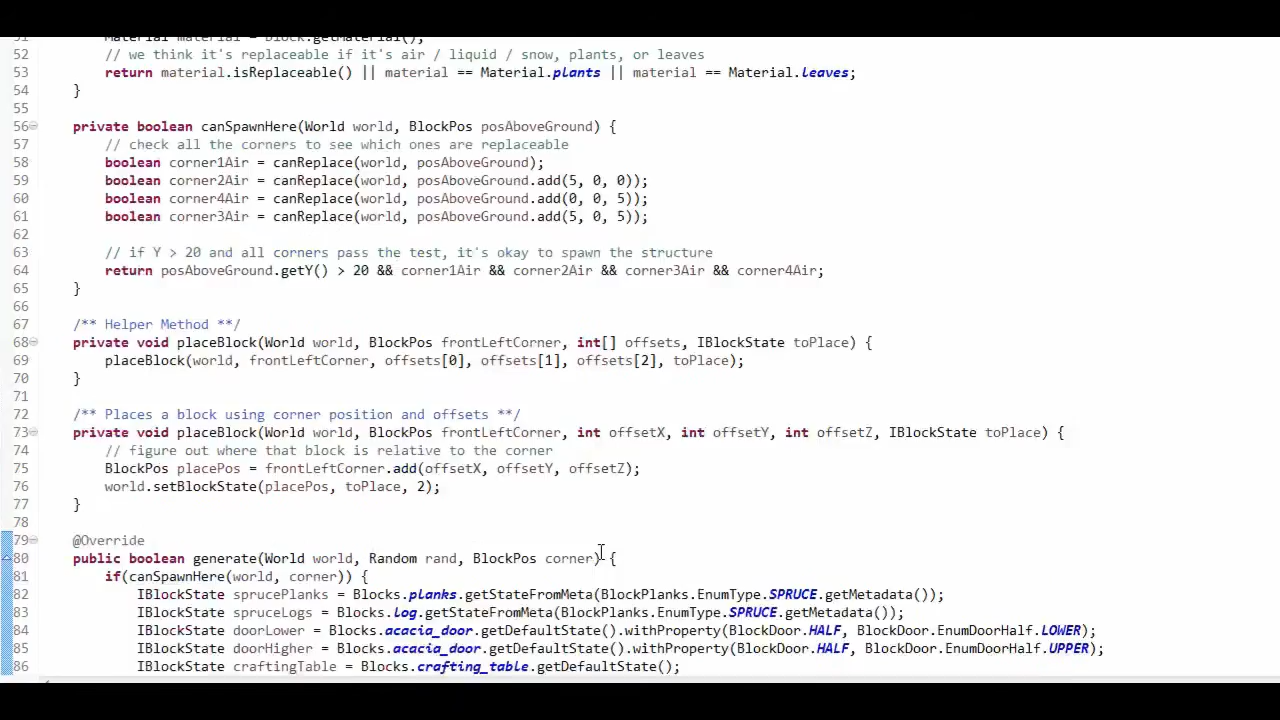 51 Material material = block.getMaterial();
52 // we think it's replaceable if it's air / liquid / snow, plants, or leaves
53 return material.isReplaceable() || material == Material.plants || material == Material.leaves;
54 }
55
56 private boolean canSpawnHere(World world, BlockPos posAboveGround) {
57 // check all the corners to see which ones are replaceable
58 boolean corner1Air = canReplace(world, posAboveGround);
59 boolean corner2Air = canReplace(world, posAboveGround.add(5, 0, 0));
60 boolean corner4Air = canReplace(world, posAboveGround.add(0, 0, 5));
61 boolean corner3Air = canReplace(world, posAboveGround.add(5, 0, 5));
62
63 // if Y > 20 and all corners pass the test, it's okay to spawn the structure
64 return posAboveGround.getY() > 20 && corner1Air && corner2Air && corner3Air && corner4Air;
65 }
66
67 /** Helper Method **/
68 private void placeBlock(World world, BlockPos frontLeftCorner, int[] offsets, IBlockState toPlace) {
69 placeBlock(world, frontLeftCorner, offsets[0], offsets[1], offsets[2], toPlace);
70 }
71
72 /** Places a block using corner position and offsets **/
73 private void placeBlock(World world, BlockPos frontLeftCorner, int offsetX, int offsetY, int offsetZ, IBlockState toPlace) {
74 // figure out where that block is relative to the corner
75 BlockPos placePos = frontLeftCorner.add(offsetX, offsetY, offsetZ);
76 world.setBlockState(placePos, toPlace, 2);
77 }
78
79 @Override
80 public boolean generate(World world, Random rand, BlockPos corner) {
81 if(canSpawnHere(world, corner)) {
82 IBlockState sprucePlanks = Blocks.planks.getStateFromMeta(BlockPlanks.EnumType.SPRUCE.getMetadata());
83 IBlockState spruceLogs = Blocks.log.getStateFromMeta(BlockPlanks.EnumType.SPRUCE.getMetadata());
84 IBlockState doorLower = Blocks.acacia_door.getDefaultState().withProperty(BlockDoor.HALF, BlockDoor.EnumDoorHalf.LOWER);
85 IBlockState doorHigher = Blocks.acacia_door.getDefaultState().withProperty(BlockDoor.HALF, BlockDoor.EnumDoorHalf.UPPER);
86 IBlockState craftingTable = Blocks.crafting_table.getDefaultState();